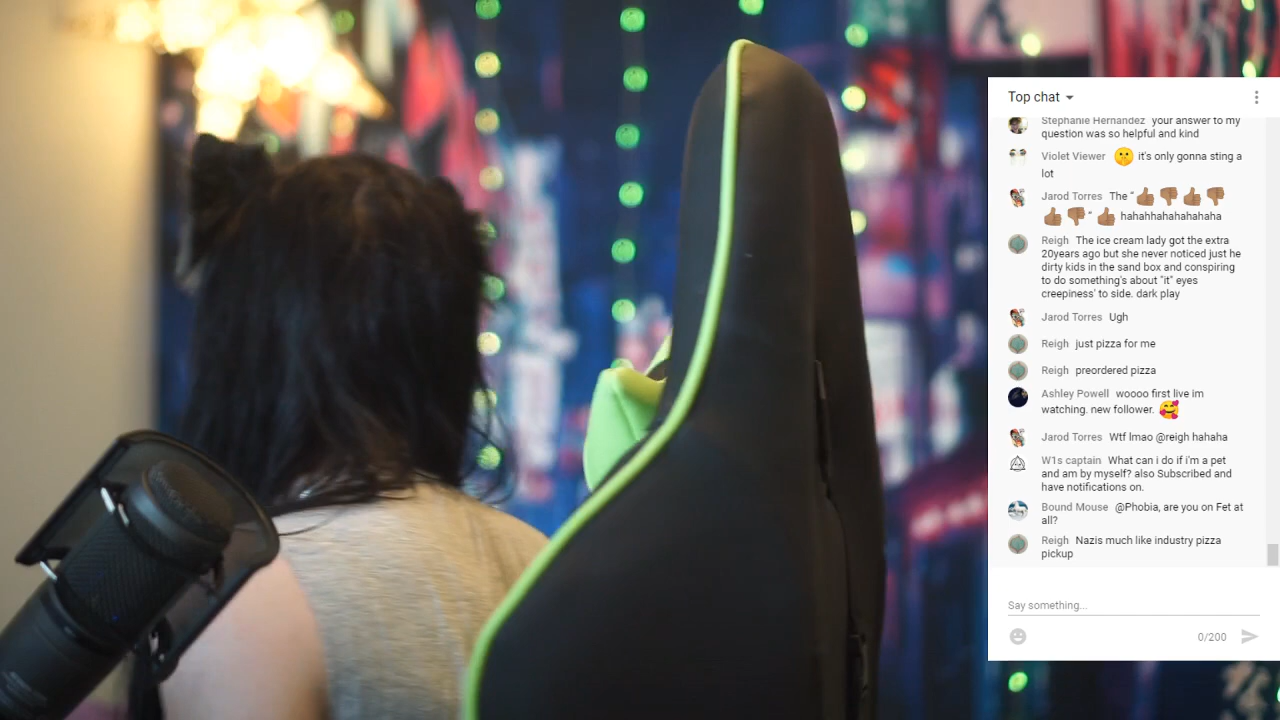 Top chat
Stephanie Hernandez your answer to my
question was so helpful and kind
Violet Viewer it's only gonna sting a
lot
Jarod Torres The "👍🏽👎🏽👍🏽👎🏽
👍🏽👎🏽" 👍🏽 hahahhahahahahaha
Reigh The ice cream lady got the extra
20years ago but she never noticed just he
dirty kids in the sand box and conspiring
to do something's about "it" eyes
creepiness' to side. dark play
Jarod Torres Ugh
Reigh just pizza for me
Reigh preordered pizza
Ashley Powell woooo first live im
watching. new follower. 🥰
Jarod Torres Wtf lmao @reigh hahaha
W1s captain What can i do if i'm a pet
and am by myself? also Subscribed and
have notifications on.
Bound Mouse @Phobia, are you on Fet at
all?
Reigh Nazis much like industry pizza
pickup
Say something...
0/200